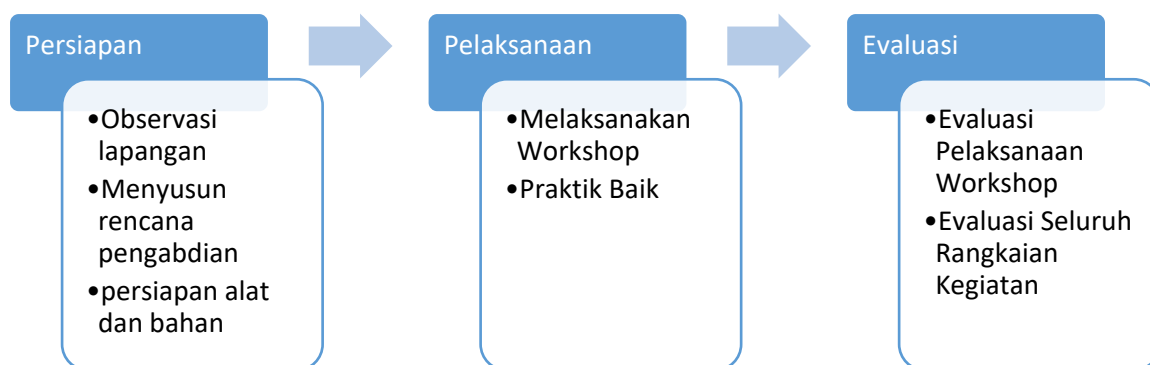 Persiapan
•Observasi
lapangan
•Menyusun
rencana
pengabdian
•persiapan alat
dan bahan
Pelaksanaan
•Melaksanakan
Workshop
•Praktik Baik
Evaluasi
•Evaluasi
Pelaksanaan
Workshop
•Evaluasi Seluruh
Rangkaian
Kegiatan